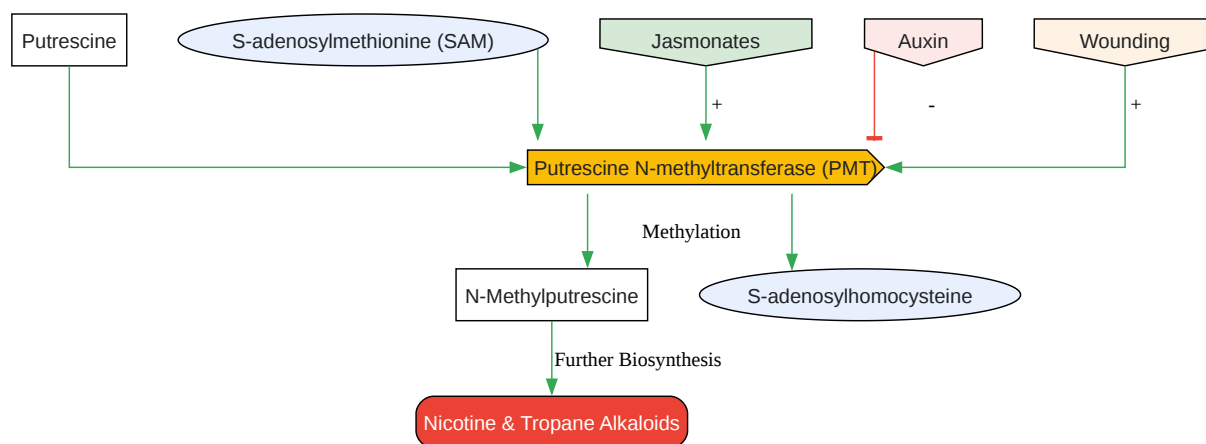 Putrescine
S-adenosylmethionine (SAM)
Jasmonates
Auxin
Wounding
+
-
+
Putrescine N-methyltransferase (PMT)
Methylation
N-Methylputrescine
S-adenosylhomocysteine
Further Biosynthesis
Nicotine & Tropane Alkaloids